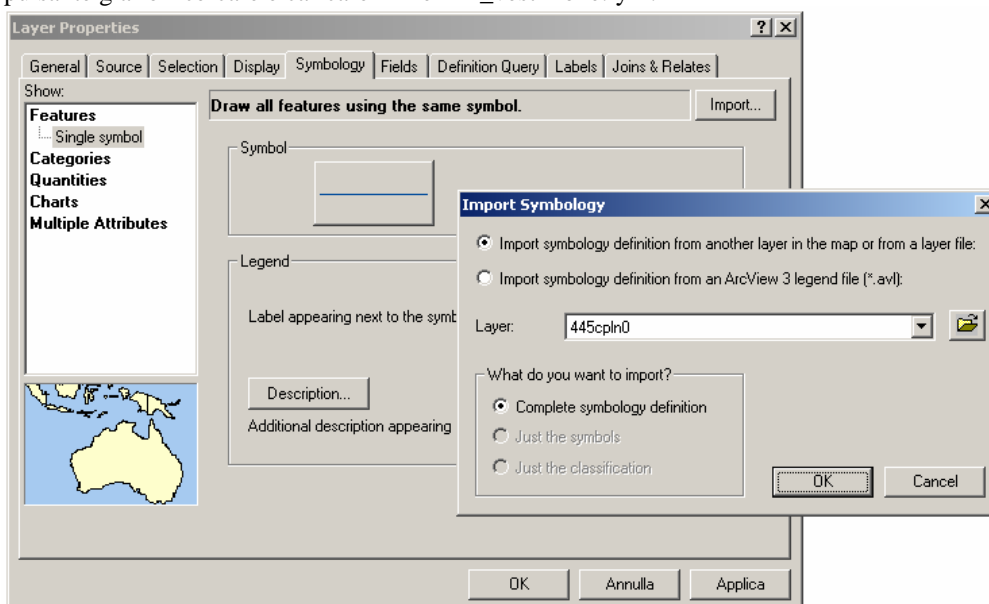 Layer Properties
General Source Selection Display Symbology Fields Definition Query Labels Joins & Relates
Show:
Features
Single symbol
Categories
Quantities
Charts
Multiple Attributes
Draw all features using the same symbol.
Import...
Symbol
Legend
Label appearing next to the symb
Description...
Additional description appearing
Import Symbology
Import symbology definition from another layer in the map or from a layer file:
Import symbology definition from an ArcView 3 legend file (*.avl):
Layer: 445cpln0
What do you want to import?
Complete symbology definition
Just the symbols
Just the classification
OK Cancel
OK Annulla Applica